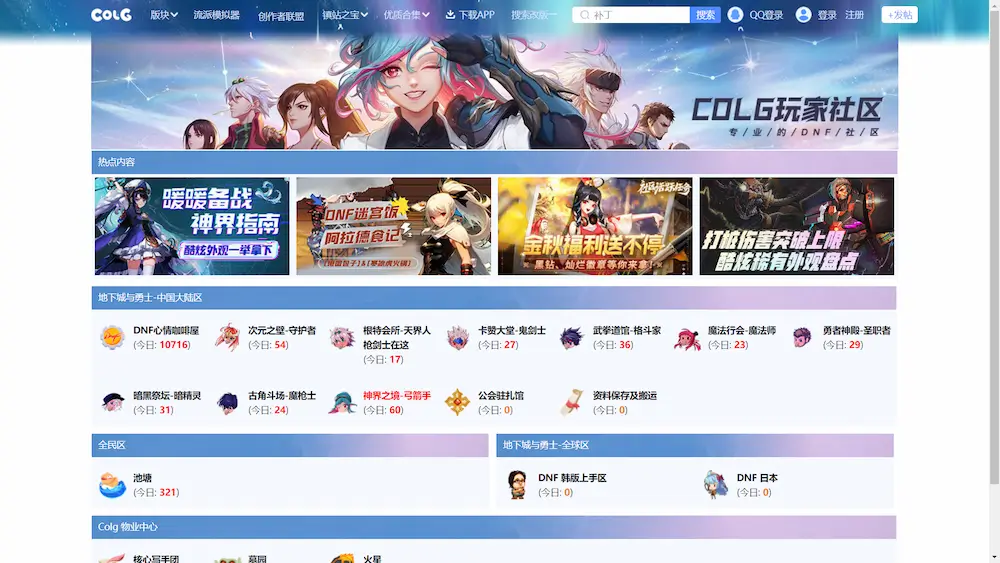 COLG
版块
流派模拟器
创作者联盟
镇站之宝
优质合集
下载APP
搜索改版一
补丁
搜索
QQ登录
登录
注册
+发帖
COLG玩家社区
专/业/的/DNF/社/区
热点内容
暖暖备战
神界指南
酷炫外观一举拿下
DNF迷宫饭
阿拉德食记
社区活跃任务
金秋福利送不停
黑钻、灿烂徽章等你来拿!
打桩伤害突破上限
酷炫稀有外观盘点
地下城与勇士-中国大陆区
DNF心情咖啡屋
(今日: 10716)
次元之壁-守护者
(今日: 54)
根特会所-天界人
枪剑士在这
(今日: 17)
卡赞大堂-鬼剑士
(今日: 27)
武拳道馆-格斗家
(今日: 36)
魔法行会-魔法师
(今日: 23)
勇者神殿-圣职者
(今日: 29)
暗黑祭坛-暗精灵
(今日: 31)
古角斗场-魔枪士
(今日: 24)
神界之境-弓箭手
(今日: 60)
公会驻扎馆
(今日: 0)
资料保存及搬运
(今日: 0)
全民区
池塘
(今日: 321)
地下城与勇士-全球区
DNF 韩版上手区
(今日: 0)
DNF 日本
(今日: 0)
Colg 物业中心
核心写手团
墓园
火星